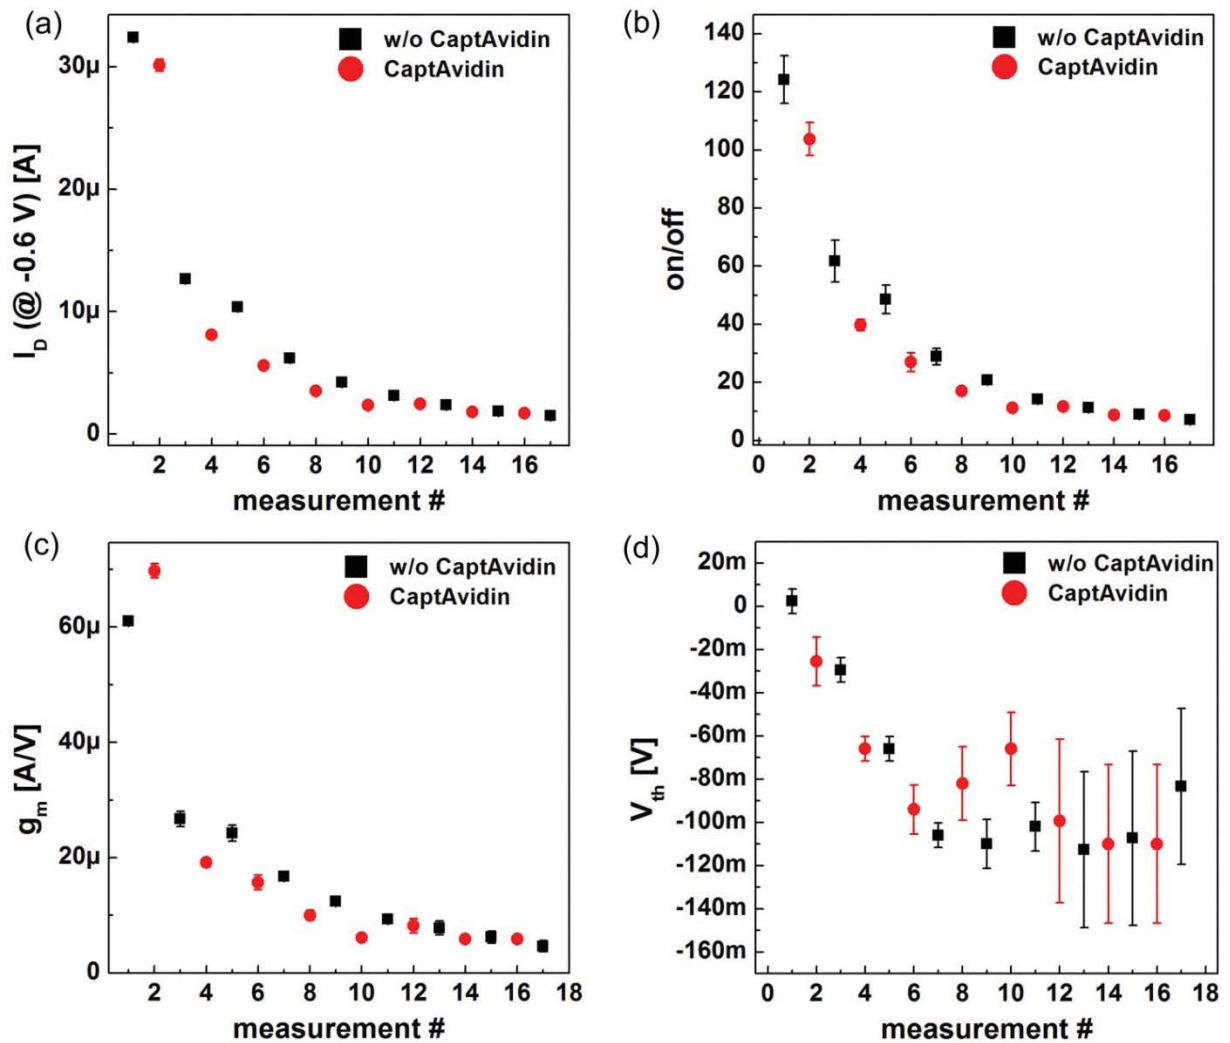 (a)
w/o CaptAvidin
CaptAvidin
30µ
20µ
10µ
0
I_D (@ -0.6 V) [A]
2 4 6 8 10 12 14 16
measurement #
(b)
w/o CaptAvidin
CaptAvidin
140
120
100
80
60
40
20
0
on/off
0 2 4 6 8 10 12 14 16
measurement #
(c)
w/o CaptAvidin
CaptAvidin
60µ
40µ
20µ
0
g_m [A/V]
2 4 6 8 10 12 14 16 18
measurement #
(d)
w/o CaptAvidin
CaptAvidin
20m
0
-20m
-40m
-60m
-80m
-100m
-120m
-140m
-160m
V_th [V]
0 2 4 6 8 10 12 14 16 18
measurement #